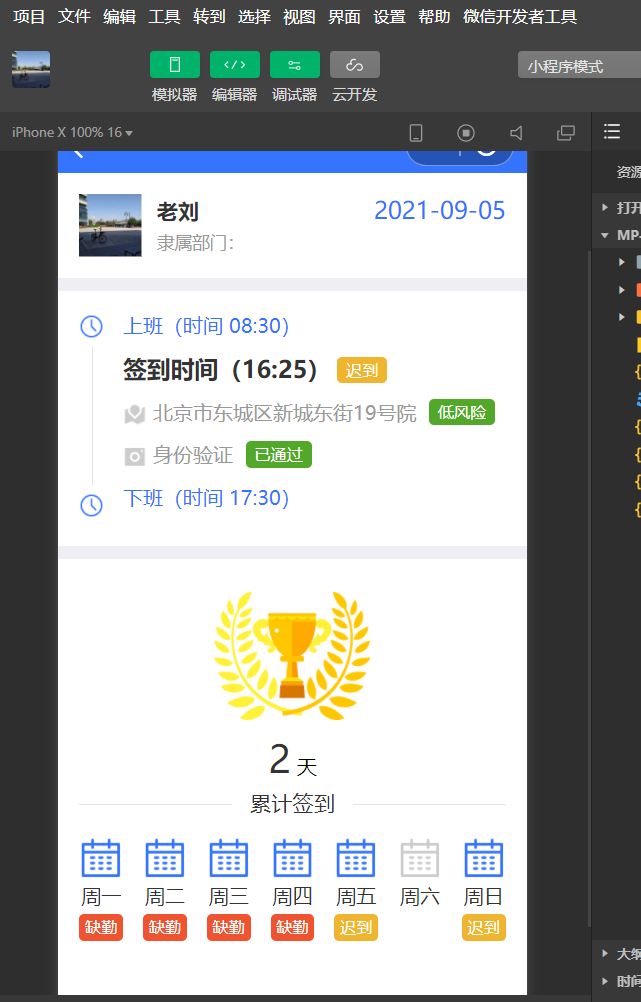 项目 文件 编辑 工具 转到 选择 视图 界面 设置 帮助 微信开发者工具
模拟器 编辑器 调试器 云开发 小程序模式
iPhone X 100% 16
资源
打开
MP-
老刘 2021-09-05
隶属部门：
上班（时间 08:30）
签到时间（16:25） 迟到
北京市东城区新城东街19号院 低风险
身份验证 已通过
下班（时间 17:30）
2 天
累计签到
周一 周二 周三 周四 周五 周六 周日
缺勤 缺勤 缺勤 缺勤 迟到 迟到
大纲
时间